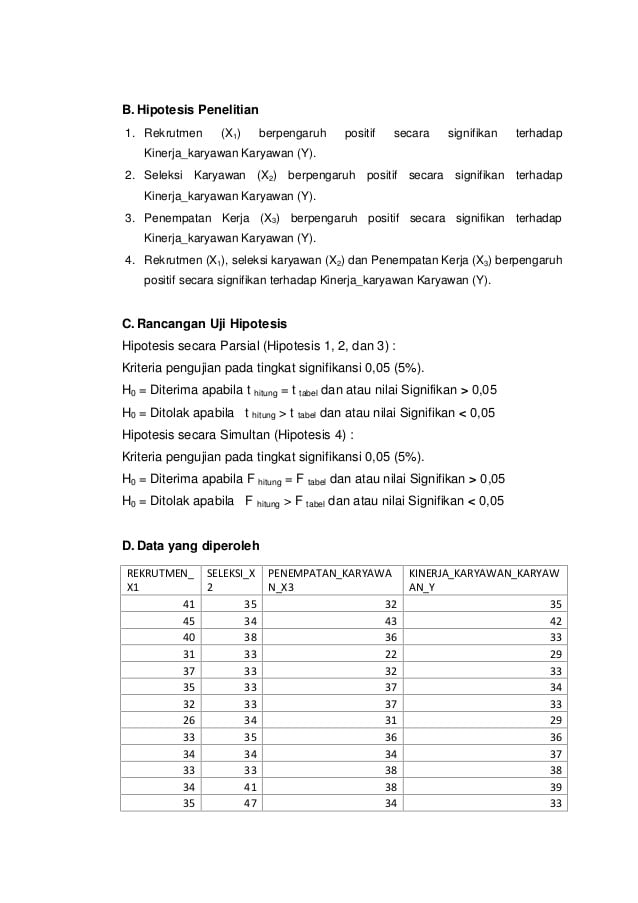 B. Hipotesis Penelitian
1. Rekrutmen (X1) berpengaruh positif secara signifikan terhadap
Kinerja_karyawan Karyawan (Y).
2. Seleksi Karyawan (X2) berpengaruh positif secara signifikan terhadap
Kinerja_karyawan Karyawan (Y).
3. Penempatan Kerja (X3) berpengaruh positif secara signifikan terhadap
Kinerja_karyawan Karyawan (Y).
4. Rekrutmen (X1), seleksi karyawan (X2) dan Penempatan Kerja (X3) berpengaruh
positif secara signifikan terhadap Kinerja_karyawan Karyawan (Y).
C. Rancangan Uji Hipotesis
Hipotesis secara Parsial (Hipotesis 1, 2, dan 3) :
Kriteria pengujian pada tingkat signifikansi 0,05 (5%).
H0 = Diterima apabila t hitung = t tabel dan atau nilai Signifikan > 0,05
H0 = Ditolak apabila t hitung > t tabel dan atau nilai Signifikan < 0,05
Hipotesis secara Simultan (Hipotesis 4) :
Kriteria pengujian pada tingkat signifikansi 0,05 (5%).
H0 = Diterima apabila F hitung = F tabel dan atau nilai Signifikan > 0,05
H0 = Ditolak apabila F hitung > F tabel dan atau nilai Signifikan < 0,05
D. Data yang diperoleh
REKRUTMEN_ SELEKSI_X PENEMPATAN_KARYAWA KINERJA_KARYAWAN_KARYAW
X1 2 N_X3 AN_Y
41 35 32 35
45 34 43 42
40 38 36 33
31 33 22 29
37 33 32 33
35 33 37 34
32 33 37 33
26 34 31 29
33 35 36 36
34 34 34 37
33 33 38 38
34 41 38 39
35 47 34 33